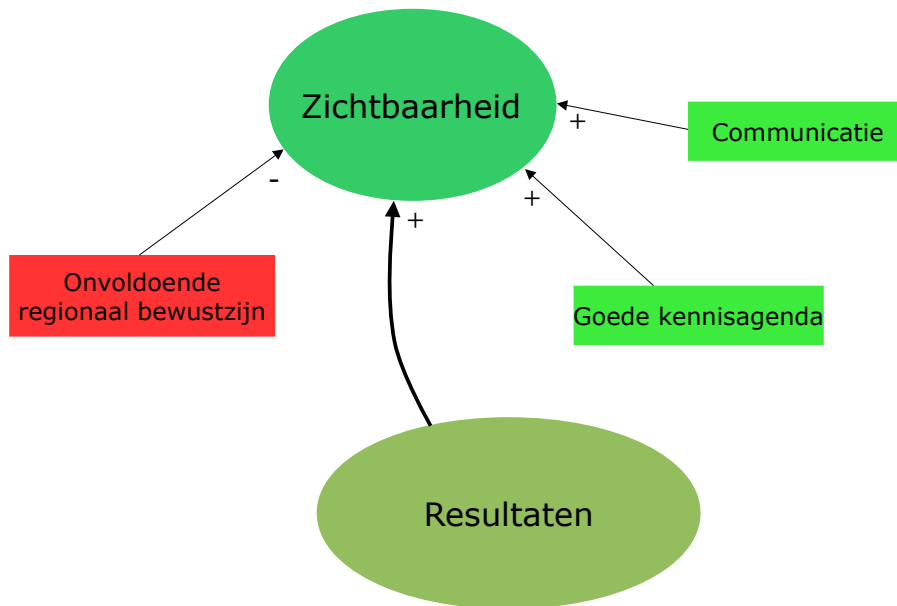 Zichtbaarheid
+
Communicatie
-
+
+
Onvoldoende
regionaal bewustzijn
Goede kennisagenda
Resultaten